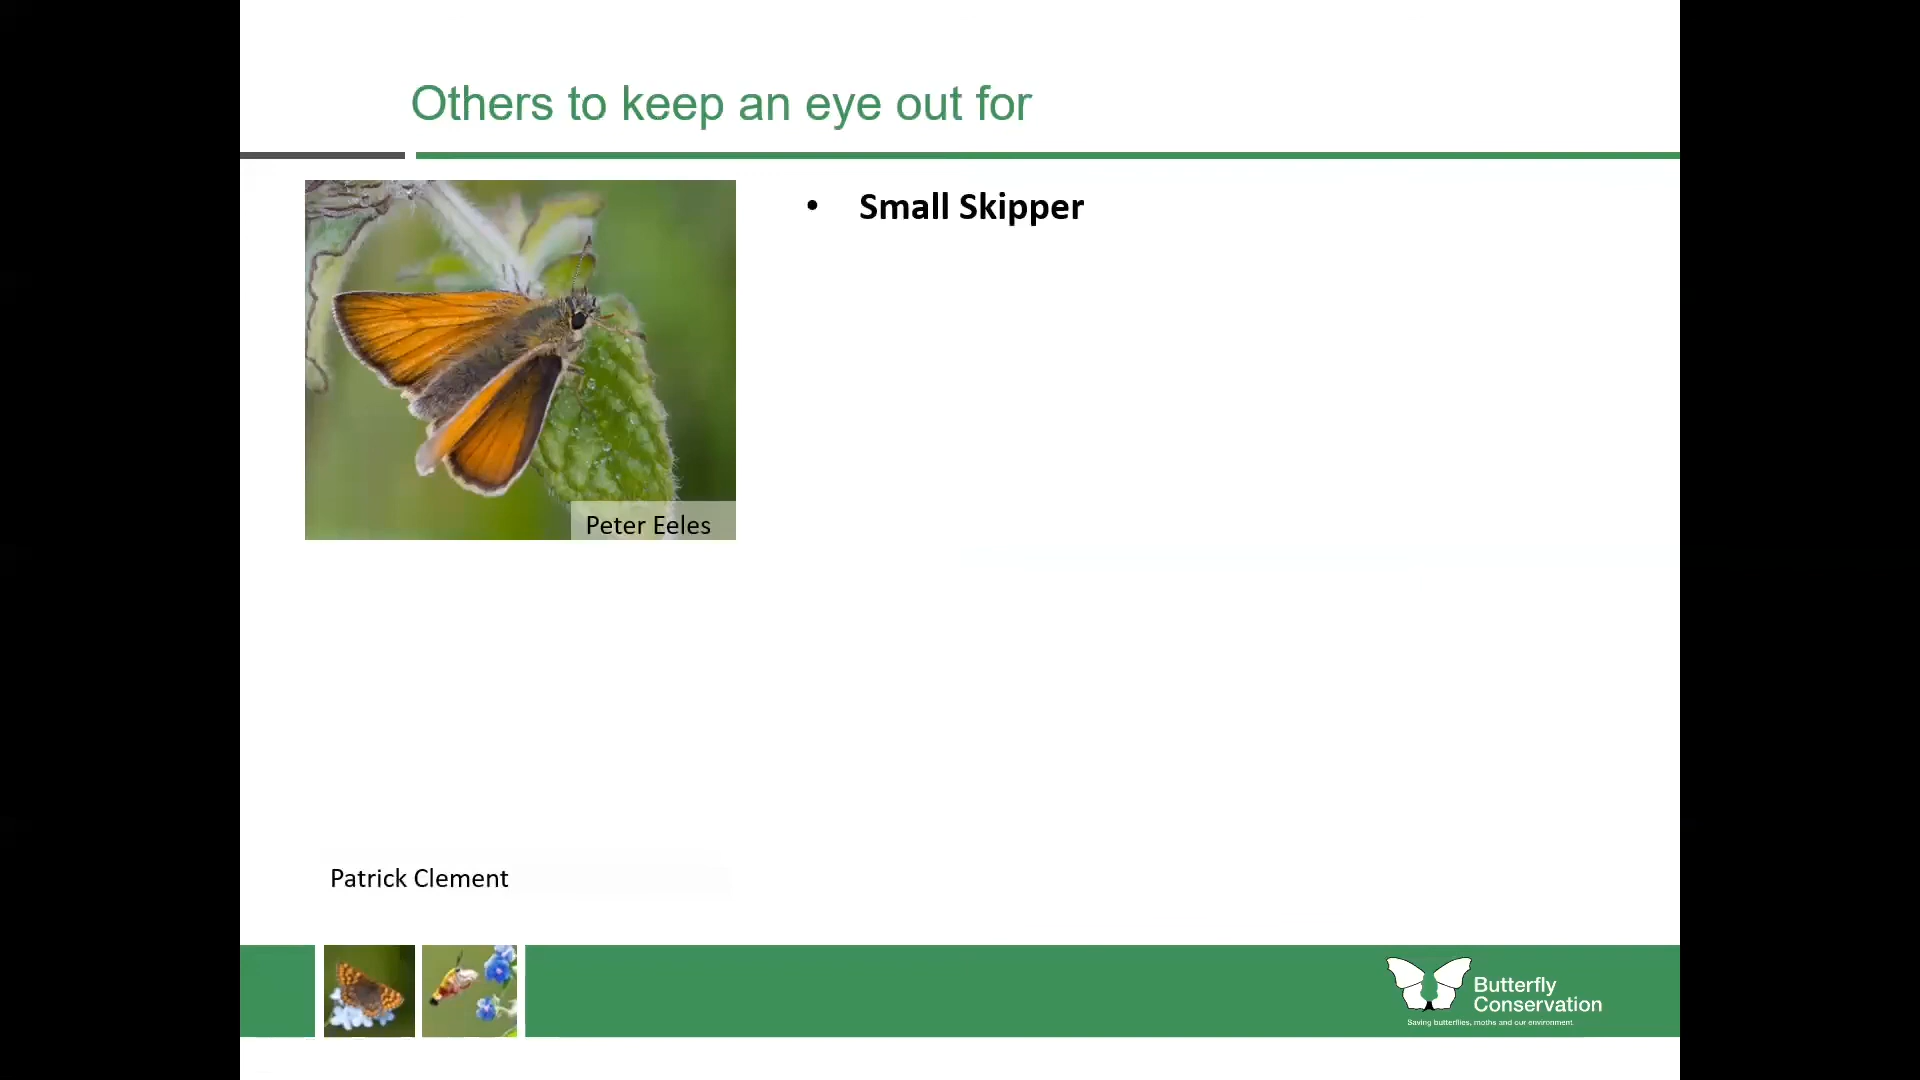 Others to keep an eye out for
• Small Skipper
Peter Eeles
Patrick Clement
Butterfly
Conservation
Saving butterflies, moths and our environment